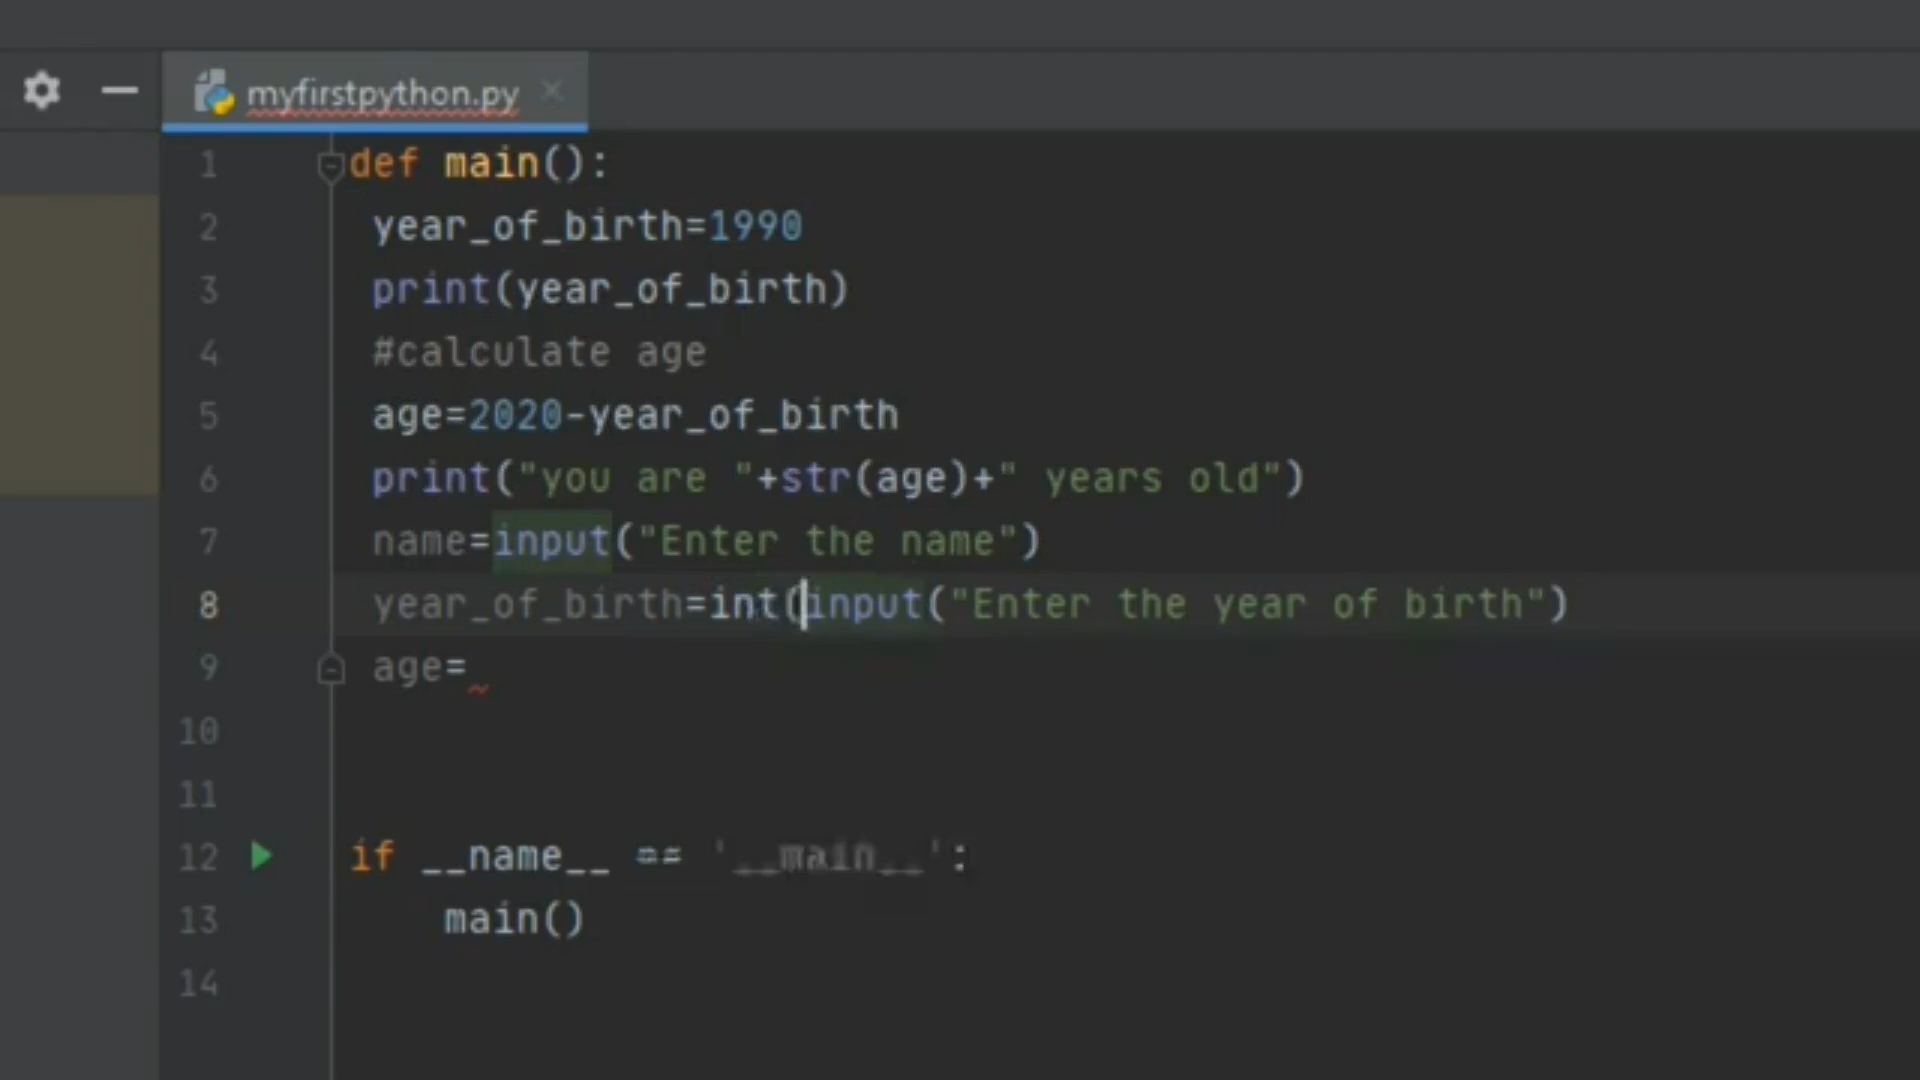 myfirstpython.py
1 def main():
2 year_of_birth=1990
3 print(year_of_birth)
4 #calculate age
5 age=2020-year_of_birth
6 print("you are "+str(age)+" years old")
7 name=input("Enter the name")
8 year_of_birth=int(input("Enter the year of birth")
9 age=
10
11
12 if __name__ == '__main__':
13 main()
14